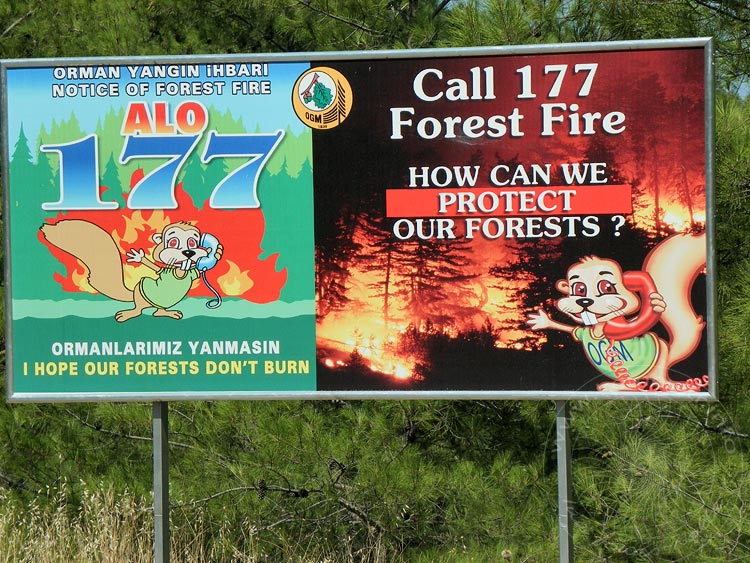 ORMAN YANGIN iHBARI
NOTICE OF FOREST FIRE
ALO
177
ORMANLARIMIZ YANMASIN
I HOPE OUR FORESTS DON'T BURN
OGM
Call 177
Forest Fire
HOW CAN WE
PROTECT
OUR FORESTS ?
OGM